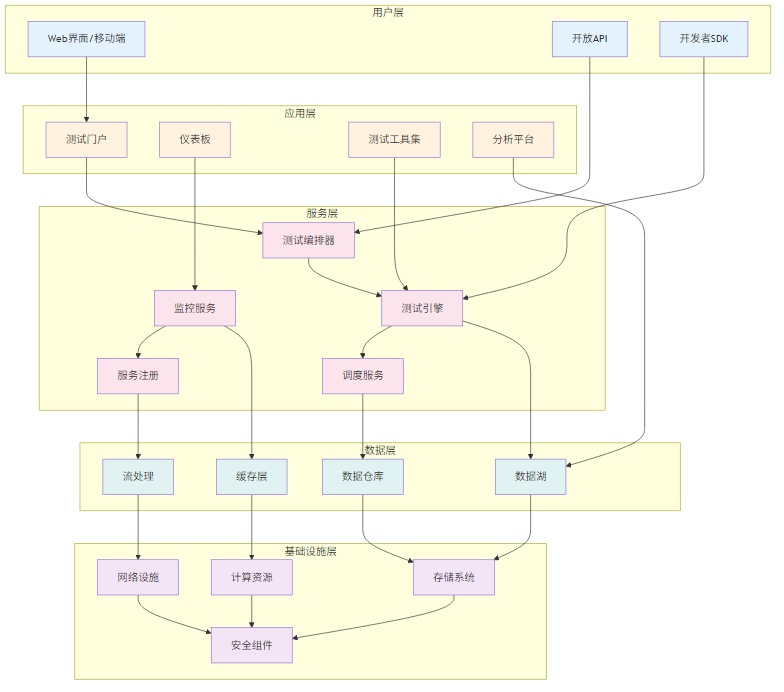 用户层
Web界面/移动端
开放API
开发者SDK
应用层
测试门户
仪表板
测试工具集
分析平台
服务层
测试编排器
监控服务
测试引擎
服务注册
调度服务
数据层
流处理
缓存层
数据仓库
数据湖
基础设施层
网络设施
计算资源
存储系统
安全组件